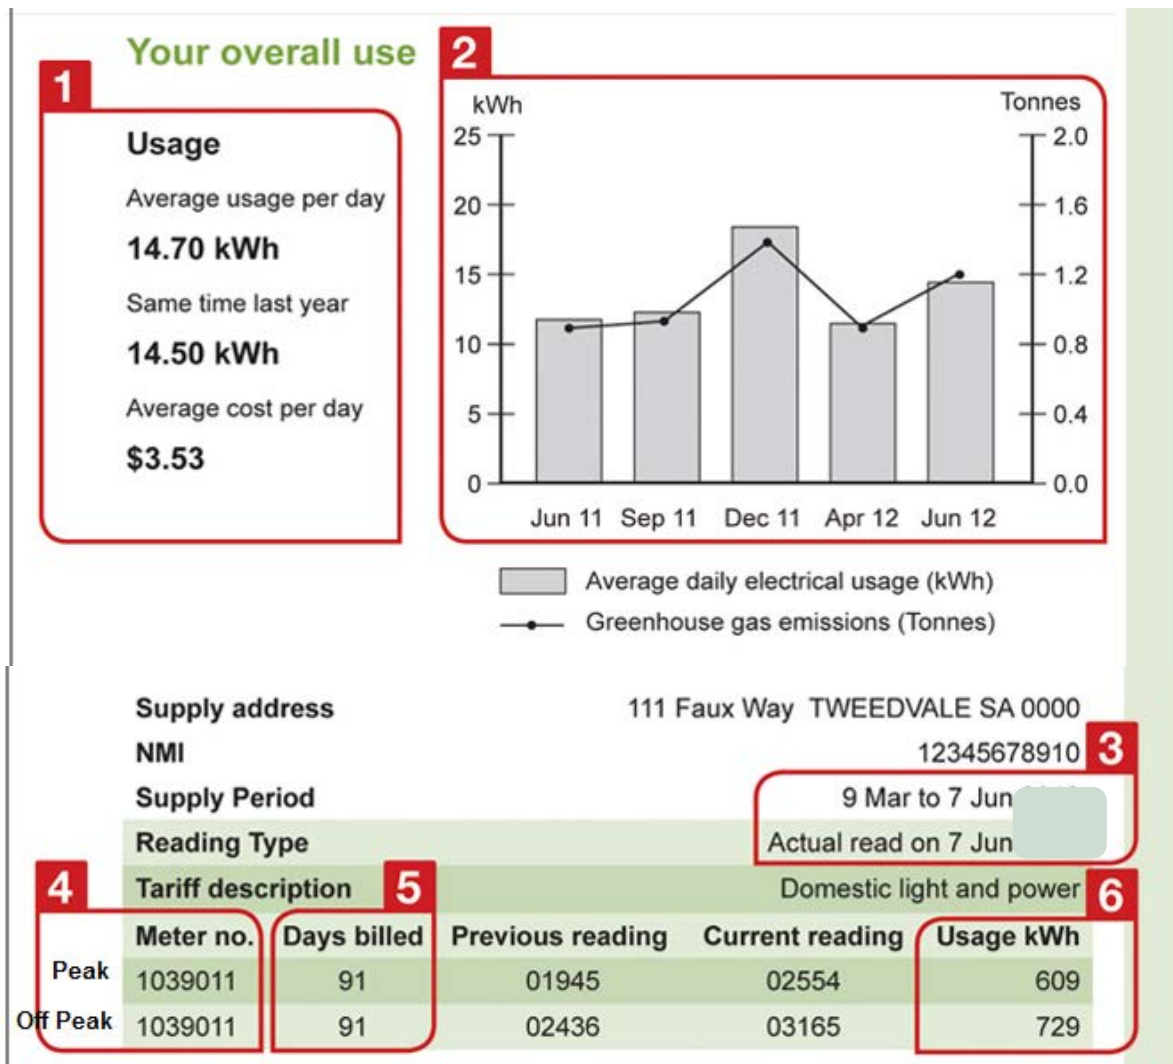 Your overall use
1
Usage
Average usage per day
14.70 kWh
Same time last year
14.50 kWh
Average cost per day
$3.53
2
kWh
Tonnes
25
20
15
10
5
0
2.0
1.6
1.2
0.8
0.4
0.0
Jun 11 Sep 11 Dec 11 Apr 12 Jun 12
Average daily electrical usage (kWh)
Greenhouse gas emissions (Tonnes)
Supply address 111 Faux Way TWEEDVALE SA 0000
NMI 12345678910
3
Supply Period 9 Mar to 7 Jun
Reading Type Actual read on 7 Jun
4
Tariff description 5 Domestic light and power 6
Meter no. Days billed Previous reading Current reading Usage kWh
Peak 1039011 91 01945 02554 609
Off Peak 1039011 91 02436 03165 729